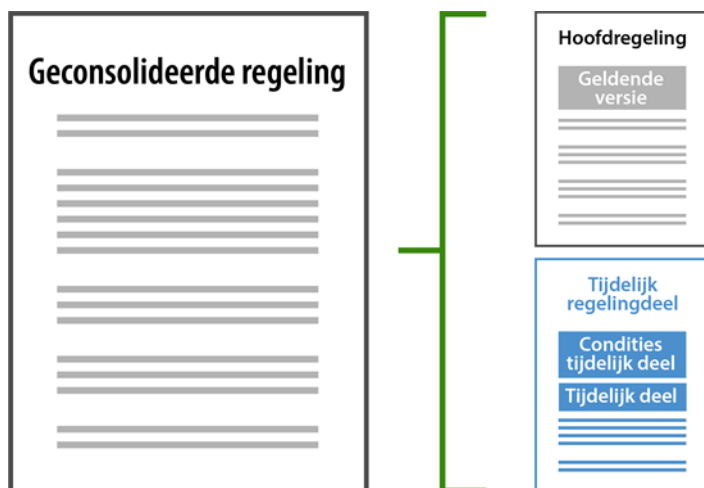 Geconsolideerde regeling
Hoofdregeling
Geldende
versie
Tijdelijk
regelingdeel
Condities
tijdelijk deel
Tijdelijk deel